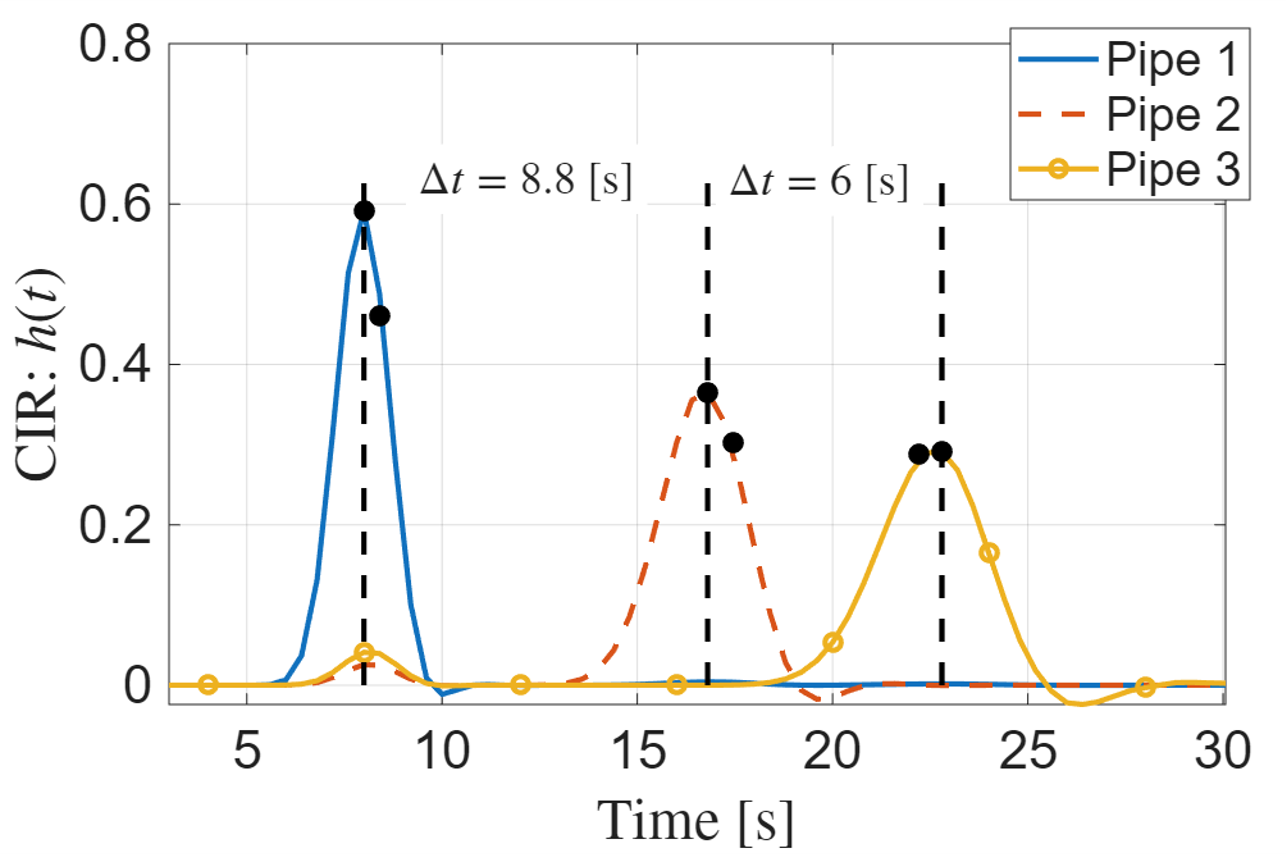 0.8
0.6
0.4
0.2
0
CIR: h(t)
Δt = 8.8 [s]
Δt = 6 [s]
Pipe 1
Pipe 2
Pipe 3
5 10 15 20 25 30
Time [s]